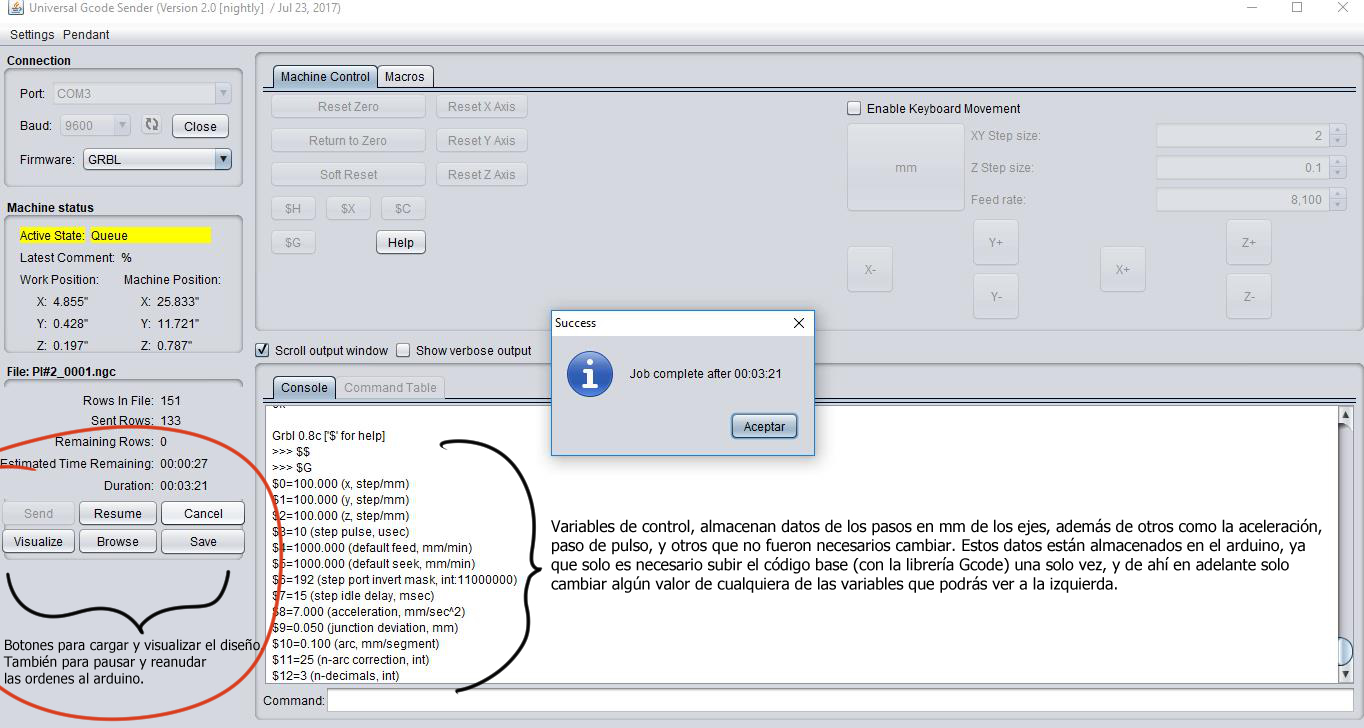 Universal Gcode Sender (Version 2.0 [nightly] / Jul 23, 2017)
Settings Pendant
Connection
Port: COM3
Baud: 9600 Close
Firmware: GRBL
Machine status
Active State: Queue
Latest Comment: %
Work Position: Machine Position:
X: 4.855" X: 25.833"
Y: 0.428" Y: 11.721"
Z: 0.197" Z: 0.787"
File: PI#2_0001.ngc
Rows In File: 151
Sent Rows: 133
Remaining Rows: 0
Estimated Time Remaining: 00:00:27
Duration: 00:03:21
Send Resume Cancel
Visualize Browse Save
Botones para cargar y visualizar el diseño
También para pausar y reanudar
las ordenes al arduino.
Machine Control Macros
Reset Zero Reset X Axis
Return to Zero Reset Y Axis
Soft Reset Reset Z Axis
$H $X $C
$G Help
Enable Keyboard Movement
mm
XY Step size: 2
Z Step size: 0.1
Feed rate: 8,100
Y+ Z+
X- X+
Y- Z-
Scroll output window Show verbose output
Success
Job complete after 00:03:21
Aceptar
Console Command Table
Grbl 0.8c ['$' for help]
>>> $$
>>> $G
$0=100.000 (x, step/mm)
$1=100.000 (y, step/mm)
$2=100.000 (z, step/mm)
$3=10 (step pulse, usec)
$4=1000.000 (default feed, mm/min)
$5=1000.000 (default seek, mm/min)
$6=192 (step port invert mask, int:11000000)
$7=15 (step idle delay, msec)
$8=7.000 (acceleration, mm/sec^2)
$9=0.050 (junction deviation, mm)
$10=0.100 (arc, mm/segment)
$11=25 (n-arc correction, int)
$12=3 (n-decimals, int)
Variables de control, almacenan datos de los pasos en mm de los ejes, además de otros como la aceleración,
paso de pulso, y otros que no fueron necesarios cambiar. Estos datos están almacenados en el arduino, ya
que solo es necesario subir el código base (con la librería Gcode) una solo vez, y de ahí en adelante solo
cambiar algún valor de cualquiera de las variables que podrás ver a la izquierda.
Command: